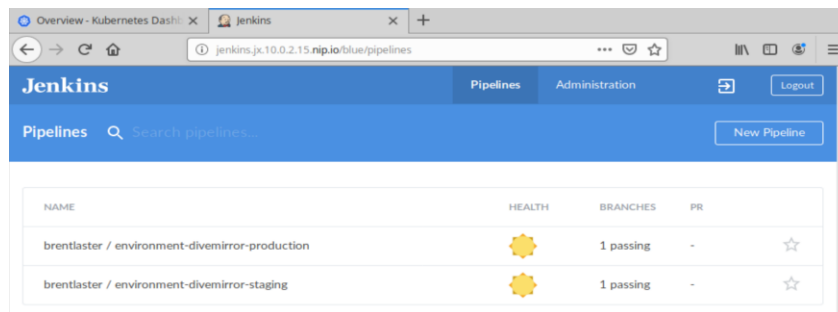 Overview - Kubernetes Dashb
Jenkins
jenkins.jx.10.0.2.15.nip.io/blue/pipelines
Jenkins
Pipelines
Administration
Logout
Pipelines
Search pipelines...
New Pipeline
NAME
HEALTH
BRANCHES
PR
brentlaster / environment-divemirror-production
1 passing
-
brentlaster / environment-divemirror-staging
1 passing
-